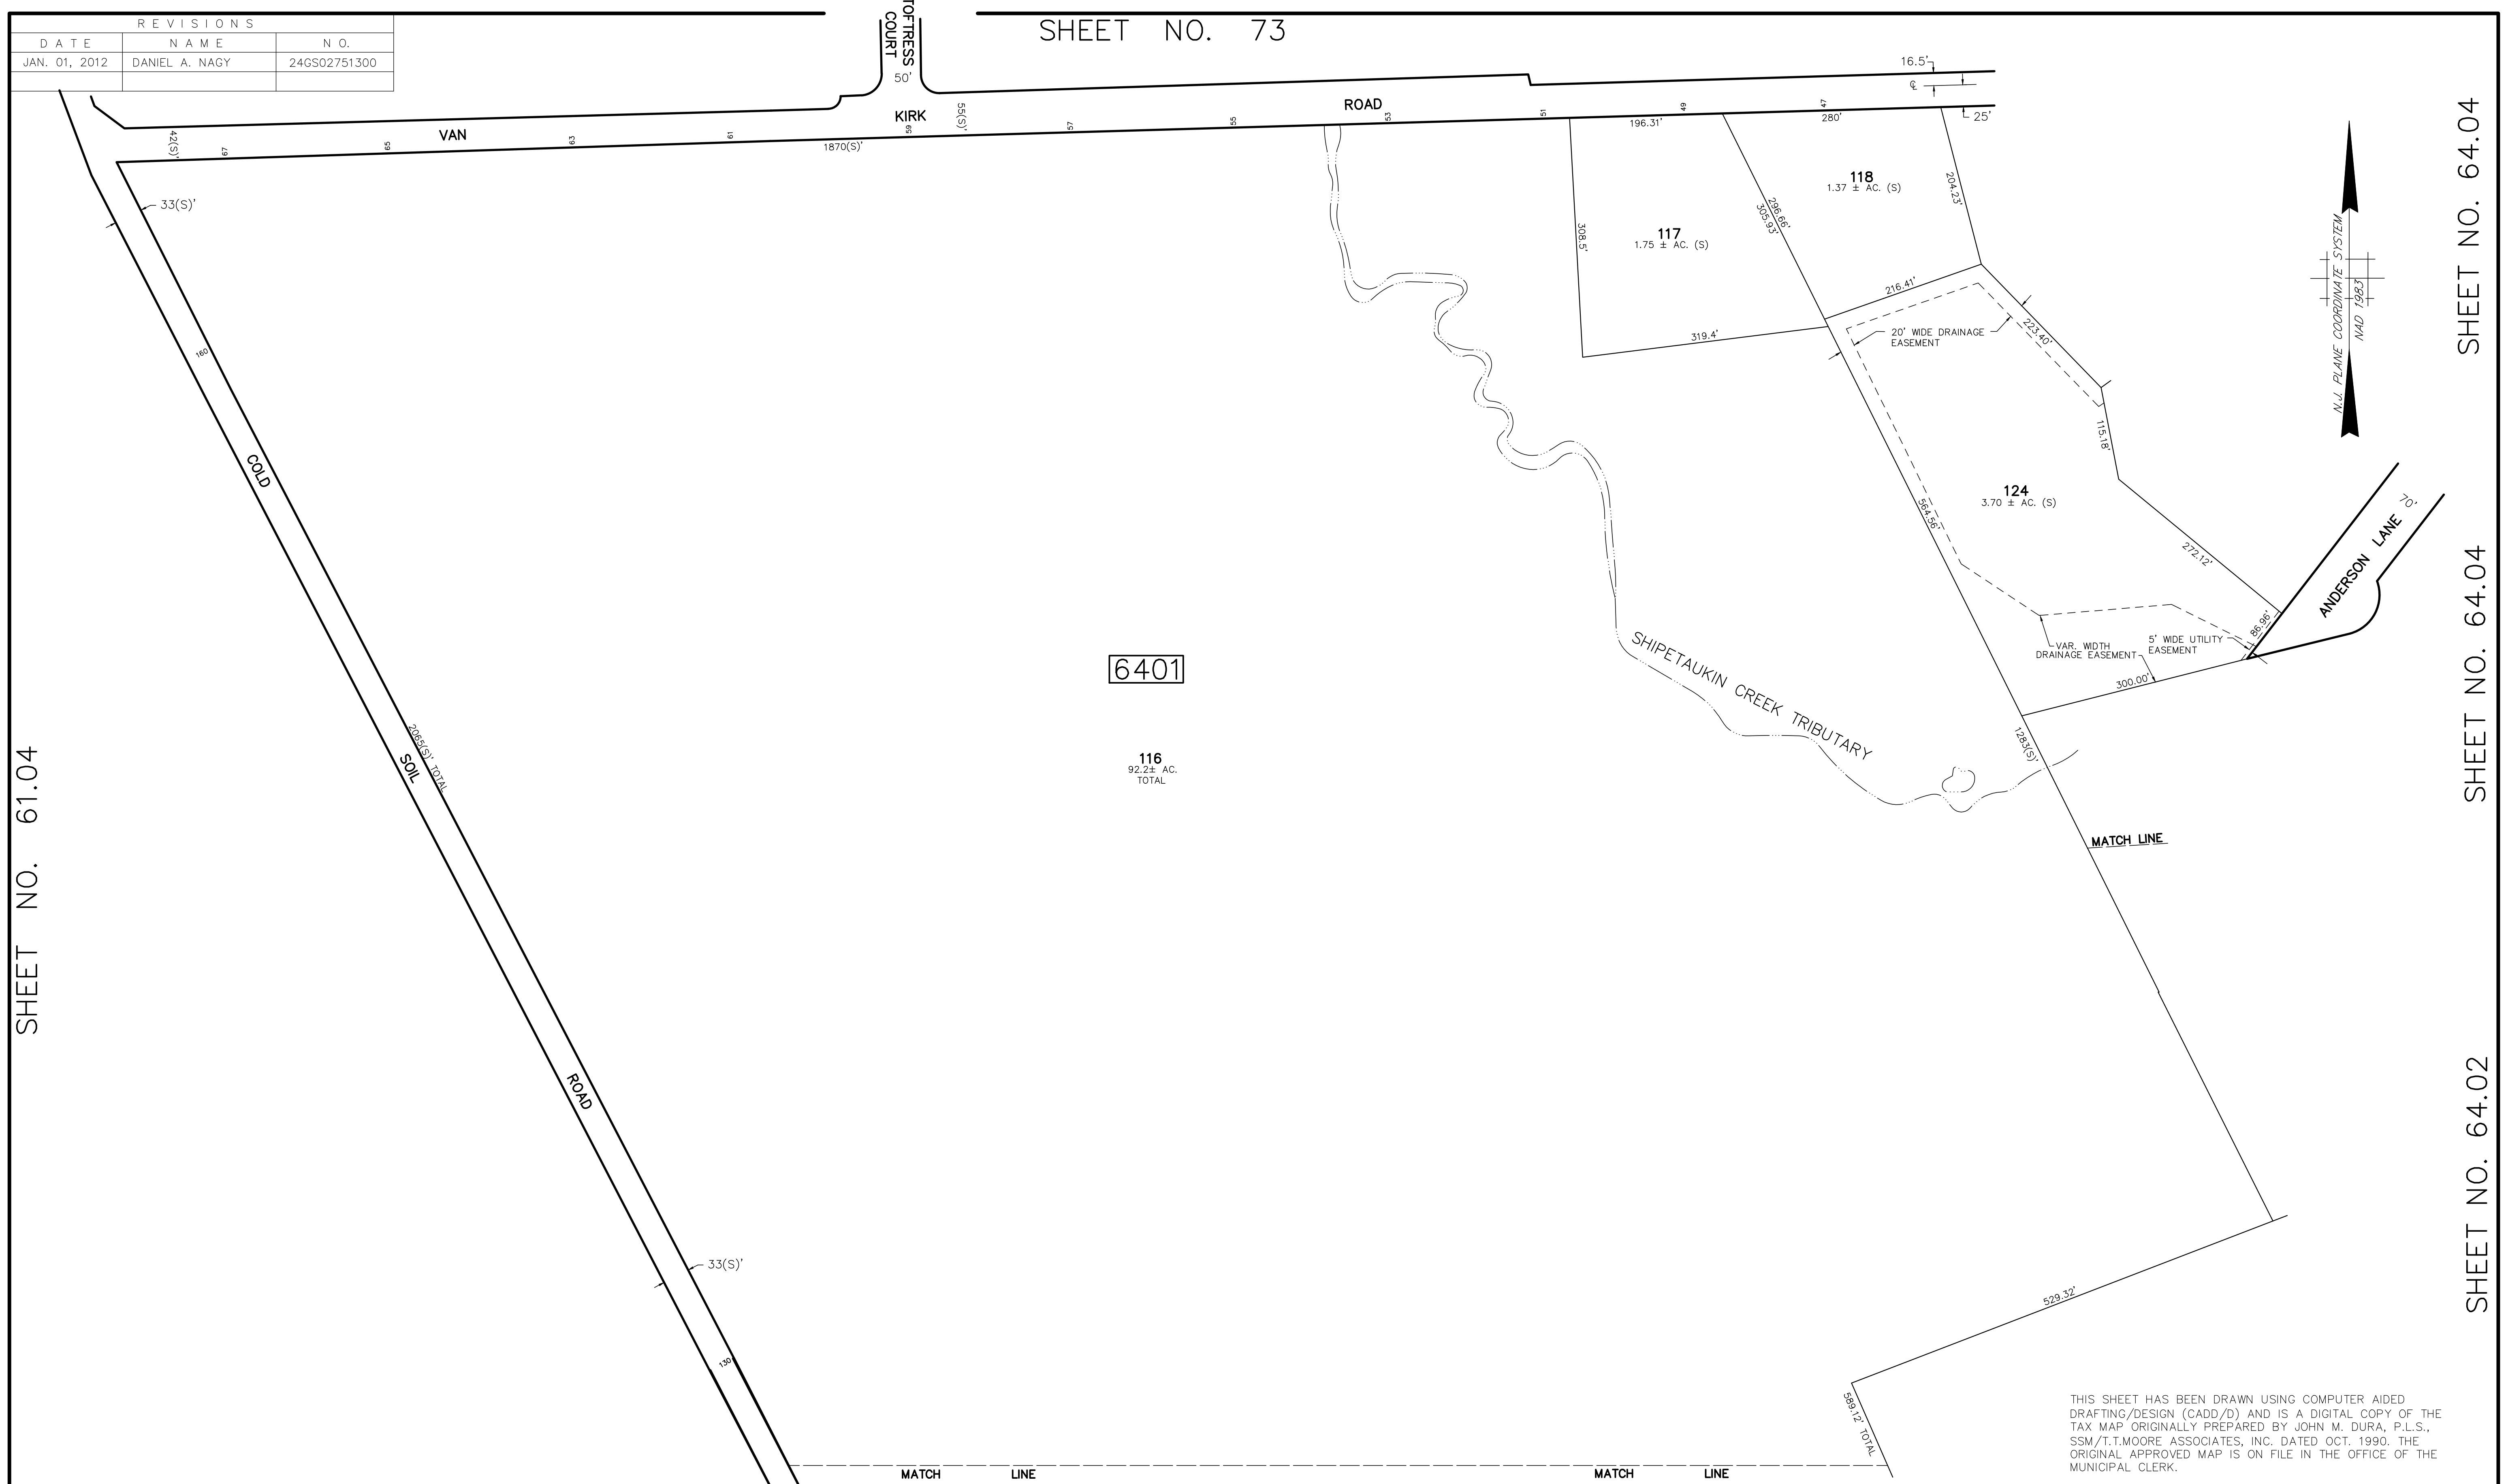 REVISIONS
DATE NAME NO.
JAN. 01, 2012 DANIEL A. NAGY 24GS02751300
TOFTRESS
COURT
50'
SHEET NO. 73
16.5'
℄
25'
VAN
KIRK
ROAD
42(S)'
67
65
63
61
1870(S)'
59
55(S)'
57
55
53
51
196.31'
49
47
280'
33(S)'
118
1.37 ± AC. (S)
204.23'
296.66'
305.93'
117
1.75 ± AC. (S)
308.5'
319.4'
216.41'
20' WIDE DRAINAGE
EASEMENT
223.40'
115.18'
N.J. PLANE COORDINATE SYSTEM
NAD 1983
SHEET NO. 64.04
160
COLD
124
3.70 ± AC. (S)
564.56'
272.12'
70'
ANDERSON LANE
86.96'
5' WIDE UTILITY
EASEMENT
VAR. WIDTH
DRAINAGE EASEMENT
300.00'
SHEET NO. 64.04
6401
SHIPETAUKIN CREEK TRIBUTARY
1283(S)'
116
92.2± AC.
TOTAL
2065(S)' TOTAL
SOIL
MATCH LINE
SHEET NO. 61.04
ROAD
SHEET NO. 64.02
33(S)'
529.32'
130
589.12' TOTAL
MATCH LINE
MATCH LINE
THIS SHEET HAS BEEN DRAWN USING COMPUTER AIDED
DRAFTING/DESIGN (CADD/D) AND IS A DIGITAL COPY OF THE
TAX MAP ORIGINALLY PREPARED BY JOHN M. DURA, P.L.S.,
SSM/T.T.MOORE ASSOCIATES, INC. DATED OCT. 1990. THE
ORIGINAL APPROVED MAP IS ON FILE IN THE OFFICE OF THE
MUNICIPAL CLERK.